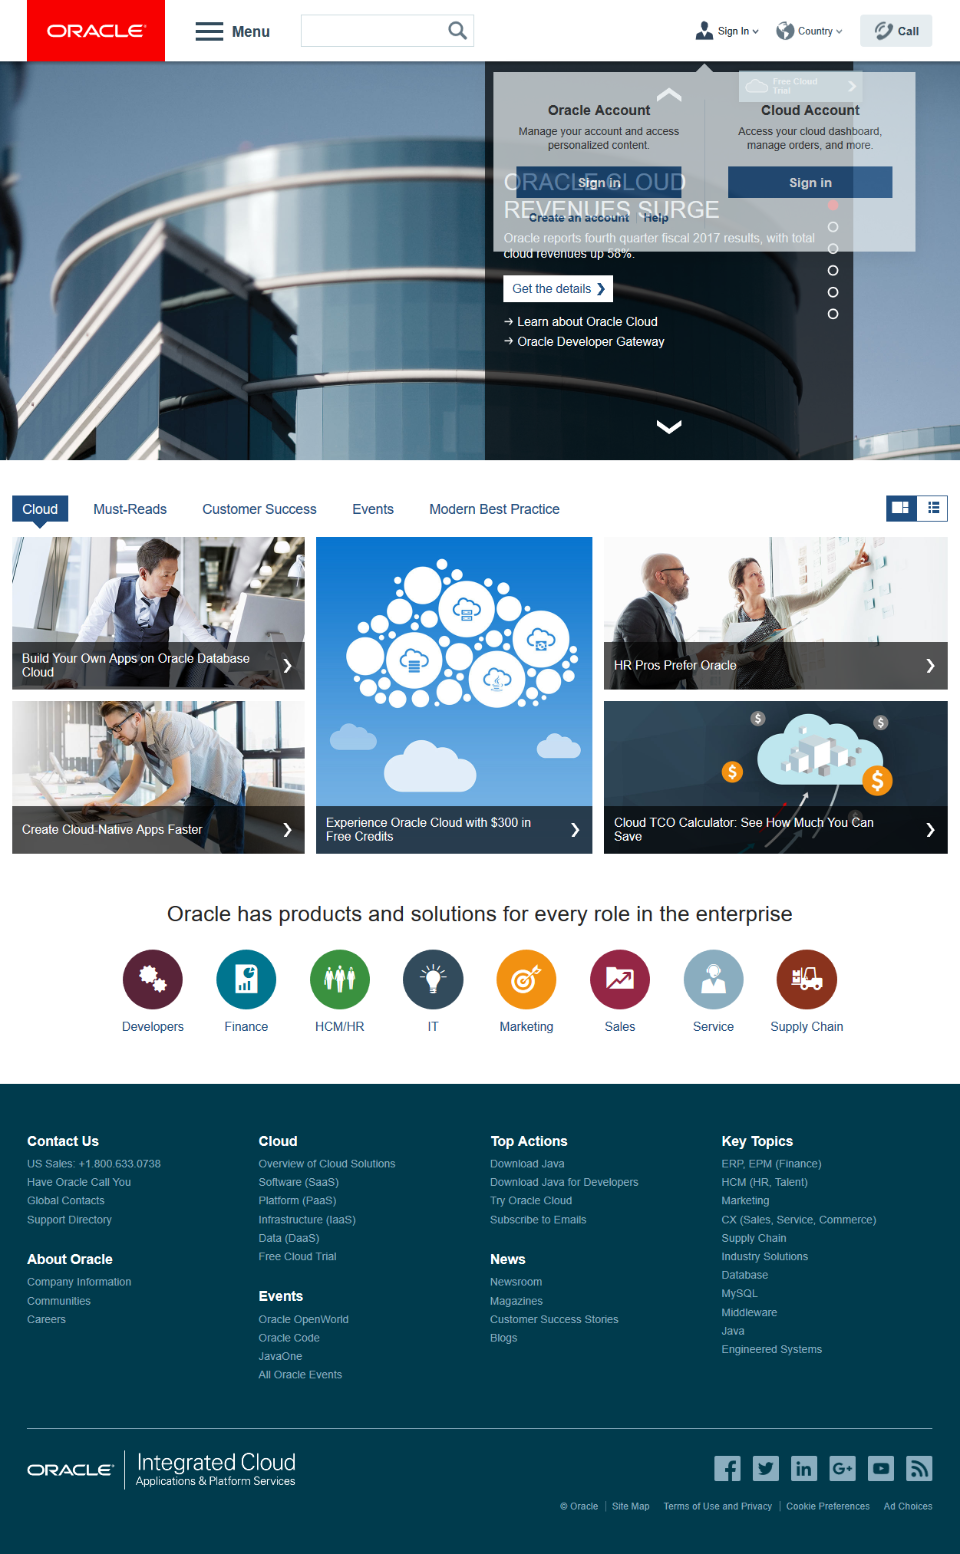 ORACLE
Menu
Sign In
Country
Call
Free Cloud
Trial
Oracle Account
Manage your account and access
personalized content.
Sign in
Create an account | Help
Cloud Account
Access your cloud dashboard,
manage orders, and more.
Sign in
ORACLE CLOUD
REVENUES SURGE
Oracle reports fourth quarter fiscal 2017 results, with total
cloud revenues up 58%.
Get the details
Learn about Oracle Cloud
Oracle Developer Gateway
Cloud
Must-Reads
Customer Success
Events
Modern Best Practice
Build Your Own Apps on Oracle Database
Cloud
Create Cloud-Native Apps Faster
Experience Oracle Cloud with $300 in
Free Credits
HR Pros Prefer Oracle
Cloud TCO Calculator: See How Much You Can
Save
Oracle has products and solutions for every role in the enterprise
Developers
Finance
HCM/HR
IT
Marketing
Sales
Service
Supply Chain
Contact Us
US Sales: +1.800.633.0738
Have Oracle Call You
Global Contacts
Support Directory
About Oracle
Company Information
Communities
Careers
Cloud
Overview of Cloud Solutions
Software (SaaS)
Platform (PaaS)
Infrastructure (IaaS)
Data (DaaS)
Free Cloud Trial
Events
Oracle OpenWorld
Oracle Code
JavaOne
All Oracle Events
Top Actions
Download Java
Download Java for Developers
Try Oracle Cloud
Subscribe to Emails
News
Newsroom
Magazines
Customer Success Stories
Blogs
Key Topics
ERP, EPM (Finance)
HCM (HR, Talent)
Marketing
CX (Sales, Service, Commerce)
Supply Chain
Industry Solutions
Database
MySQL
Middleware
Java
Engineered Systems
ORACLE
Integrated Cloud
Applications & Platform Services
© Oracle | Site Map Terms of Use and Privacy | Cookie Preferences Ad Choices